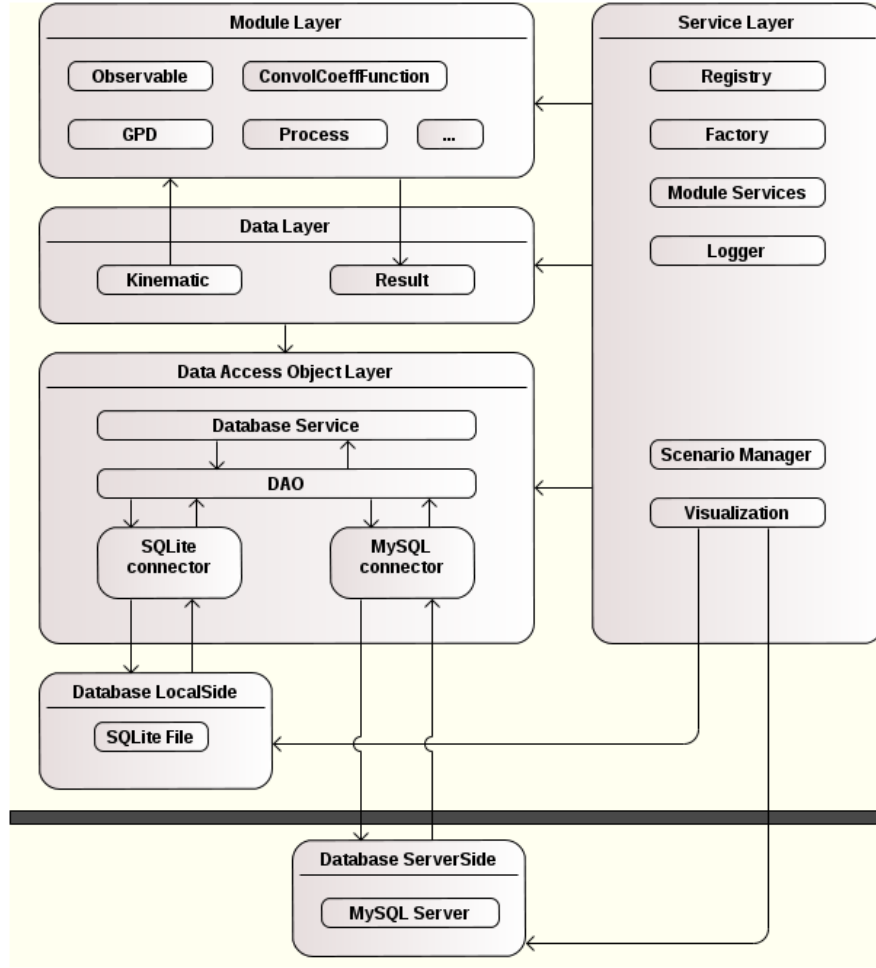 Module Layer
Observable
ConvolCoeffFunction
GPD
Process
...
Data Layer
Kinematic
Result
Data Access Object Layer
Database Service
DAO
SQLite
connector
MySQL
connector
Database LocalSide
SQLite File
Database ServerSide
MySQL Server
Service Layer
Registry
Factory
Module Services
Logger
Scenario Manager
Visualization